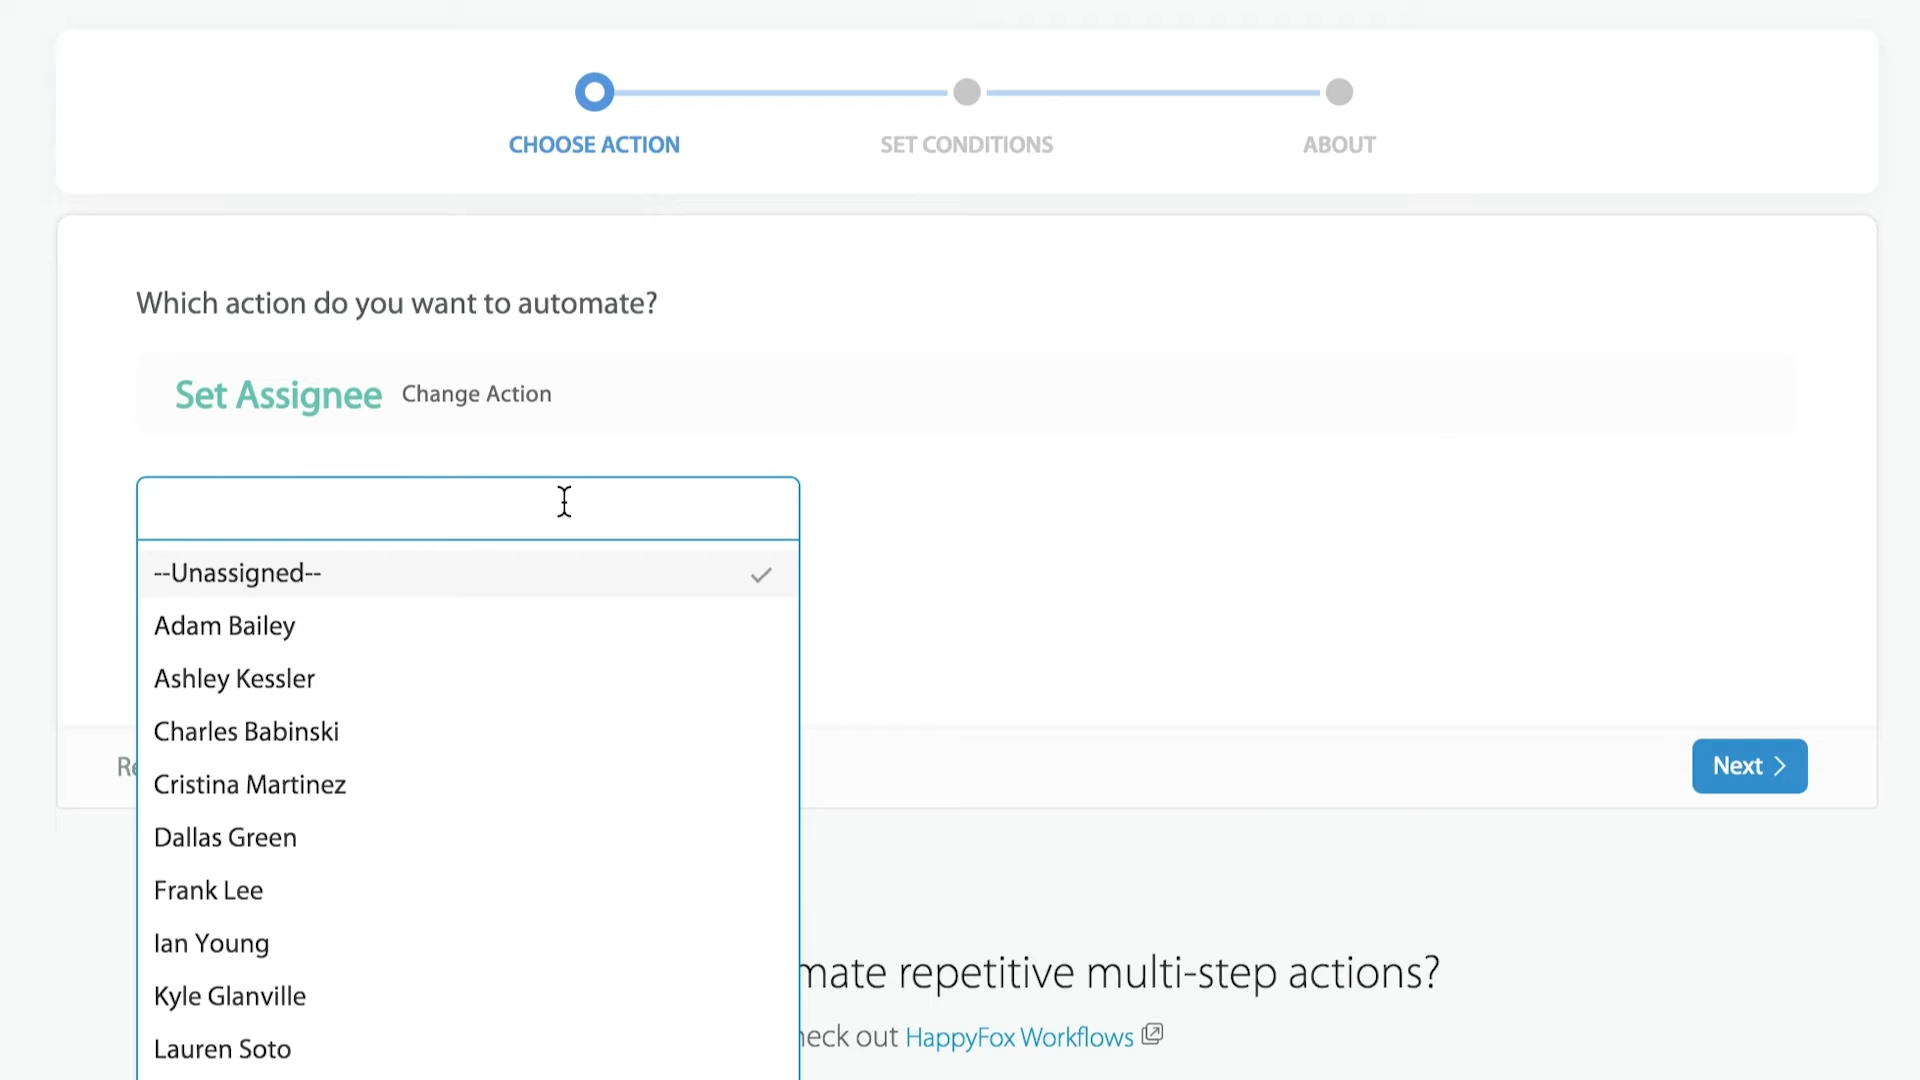 CHOOSE ACTION
SET CONDITIONS
ABOUT
Which action do you want to automate?
Set Assignee Change Action
--Unassigned--
Adam Bailey
Ashley Kessler
Charles Babinski
Cristina Martinez
Dallas Green
Frank Lee
Ian Young
Kyle Glanville
Lauren Soto
Next
repetitive multi-step actions?
out HappyFox Workflows